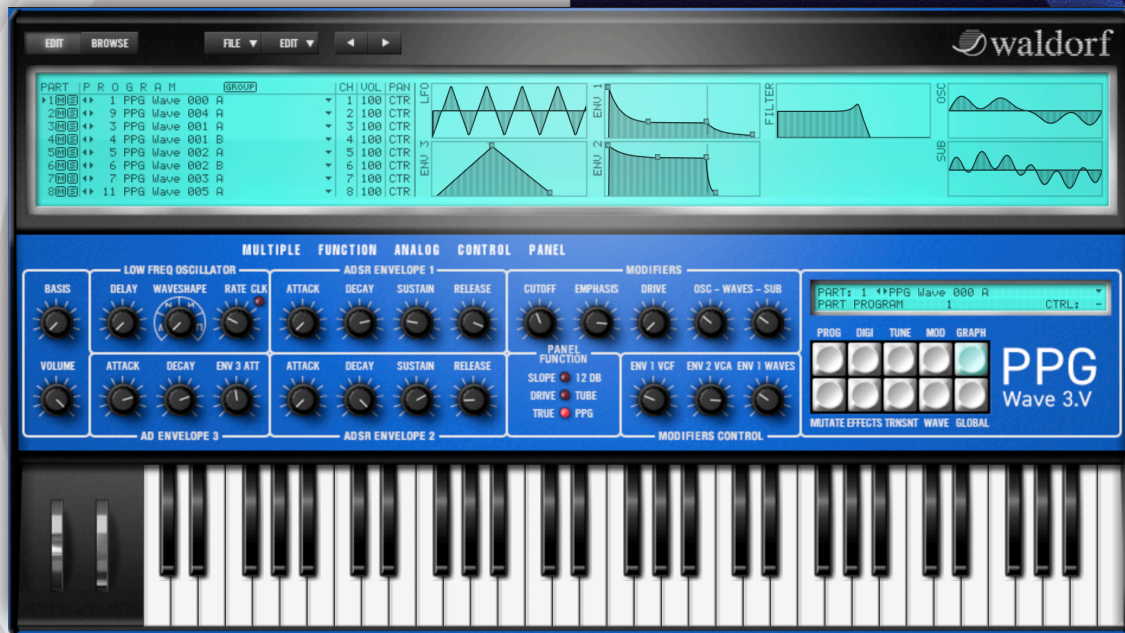 EDIT BROWSE FILE ▼ EDIT ▼ ◀ ▶
waldorf
PART PROGRAM GROUP CH VOL PAN
1 M S 1 PPG Wave 000 A 1 100 CTR
2 M S 9 PPG Wave 004 A 2 100 CTR
3 M S 3 PPG Wave 001 A 3 100 CTR
4 M S 4 PPG Wave 001 B 4 100 CTR
5 M S 5 PPG Wave 002 A 5 100 CTR
6 M S 6 PPG Wave 002 B 6 100 CTR
7 M S 7 PPG Wave 003 A 7 100 CTR
8 M S 11 PPG Wave 005 A 8 100 CTR
LFO ENV 1 FILTER OSC
ENV 3 ENV 2 SUB
MULTIPLE FUNCTION ANALOG CONTROL PANEL
LOW FREQ OSCILLATOR ADSR ENVELOPE 1 MODIFIERS
BASIS DELAY WAVESHAPE RATE CLK ATTACK DECAY SUSTAIN RELEASE CUTOFF EMPHASIS DRIVE OSC – WAVES – SUB
PART: 1 PPG Wave 000 A
PART PROGRAM 1 CTRL: -
PROG DIGI TUNE MOD GRAPH
PANEL
FUNCTION
VOLUME ATTACK DECAY ENV 3 ATT ATTACK DECAY SUSTAIN RELEASE ENV 1 VCF ENV 2 VCA ENV 1 WAVES
SLOPE 12 DB
DRIVE TUBE
TRUE PPG
PPG
Wave 3.V
MUTATE EFFECTS TRNSNT WAVE GLOBAL
AD ENVELOPE 3 ADSR ENVELOPE 2 MODIFIERS CONTROL